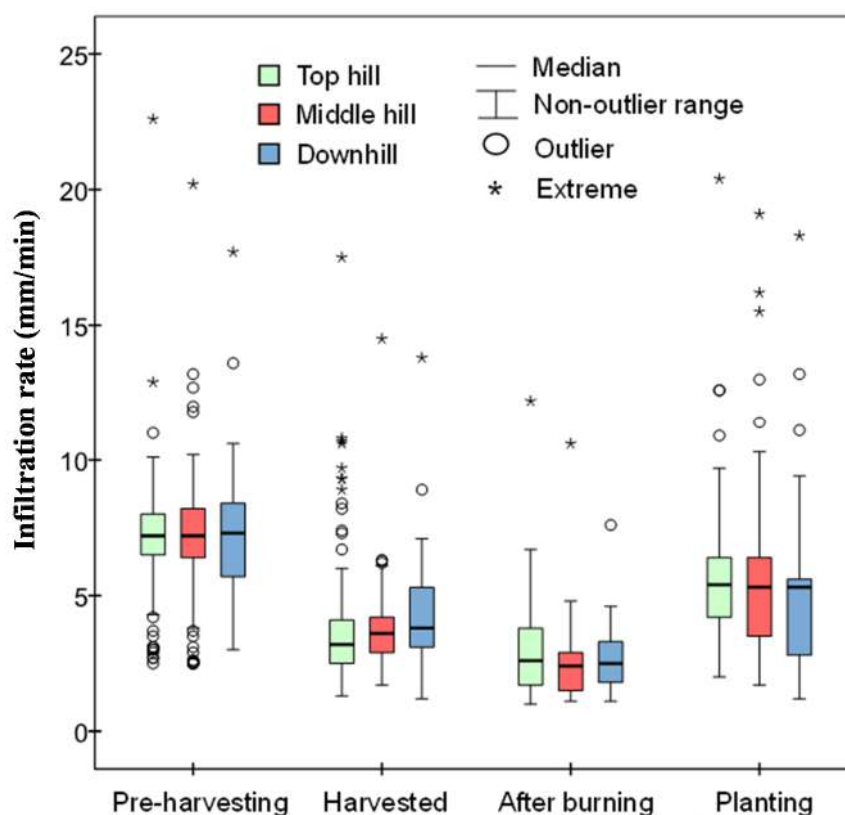 25
20
15
10
5
0
Infiltration rate (mm/min)
Top hill
Middle hill
Downhill
Median
Non-outlier range
Outlier
Extreme
Pre-harvesting
Harvested
After burning
Planting